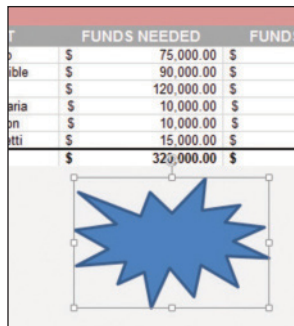 T FUNDS NEEDED FUND
$ 75,000.00 $
ible $ 90,000.00 $
$ 120,000.00 $
aria $ 10,000.00 $
on $ 10,000.00 $
etti $ 15,000.00 $
$ 320,000.00 $